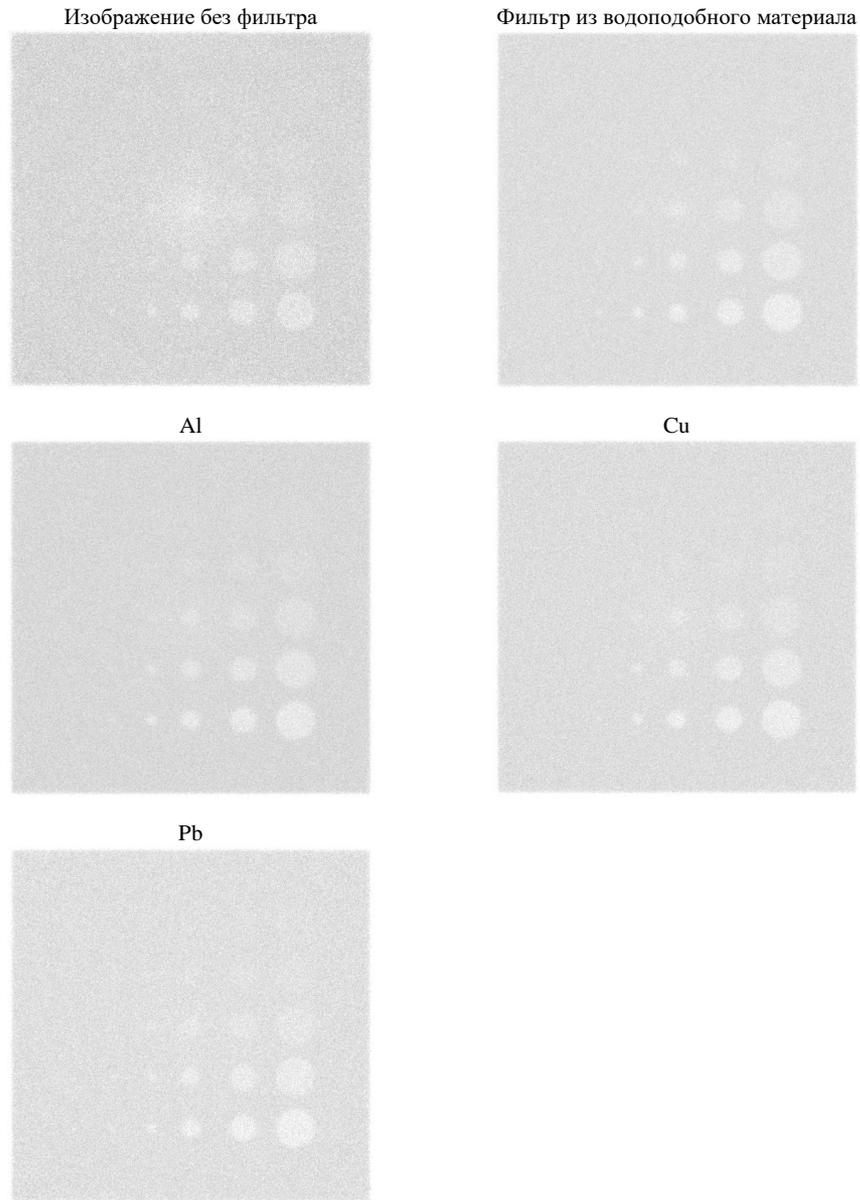 Изображение без фильтра
Фильтр из водоподобного материала
Al
Cu
Pb